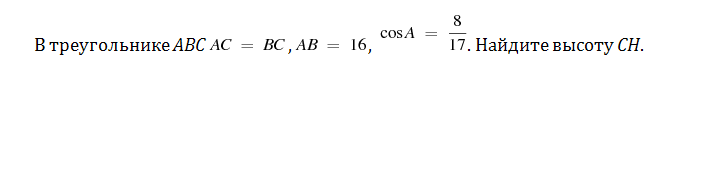 В треугольнике ABC AC = BC, AB = 16, cosA = 8/17. Найдите высоту CH.